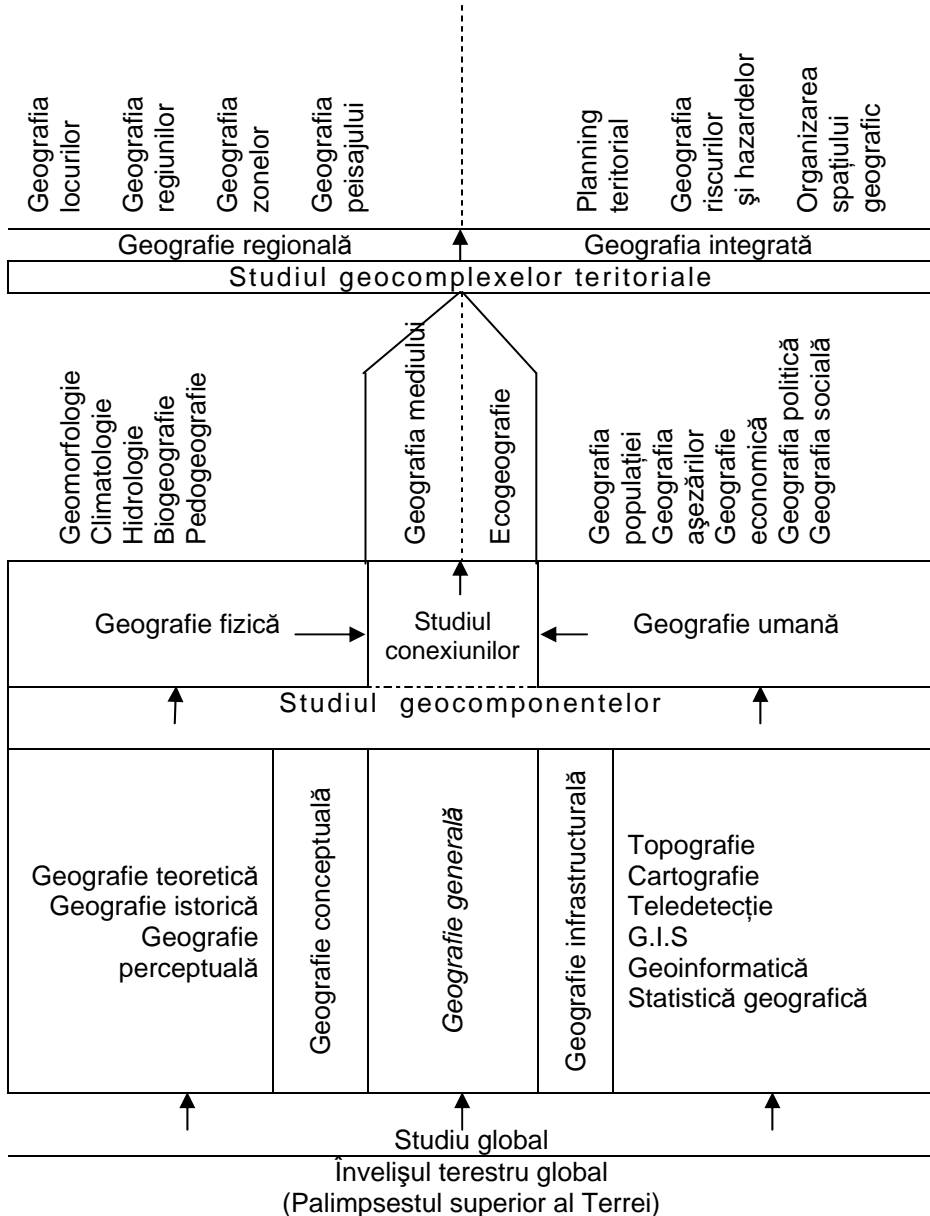 Geografia
locurilor
Geografia
regiunilor
Geografia
zonelor
Geografia
peisajului
Planning
teritorial
Geografia
riscurilor
şi hazardelor
Organizarea
spațiului
geografic
Geografie regională
Geografia integrată
Studiul geocomplexelor teritoriale
Geomorfologie
Climatologie
Hidrologie
Biogeografie
Pedogeografie
Geografia mediului
Ecogeografie
Geografia
populației
Geografia
aşezărilor
Geografie
economică
Geografia politică
Geografia socială
Geografie fizică
Studiul
conexiunilor
Geografie umană
Studiul geocomponentelor
Geografie teoretică
Geografie istorică
Geografie
perceptuală
Geografie conceptuală
Geografie generală
Geografie infrastructurală
Topografie
Cartografie
Teledetecție
G.I.S
Geoinformatică
Statistică geografică
Studiu global
Învelişul terestru global
(Palimpsestul superior al Terrei)